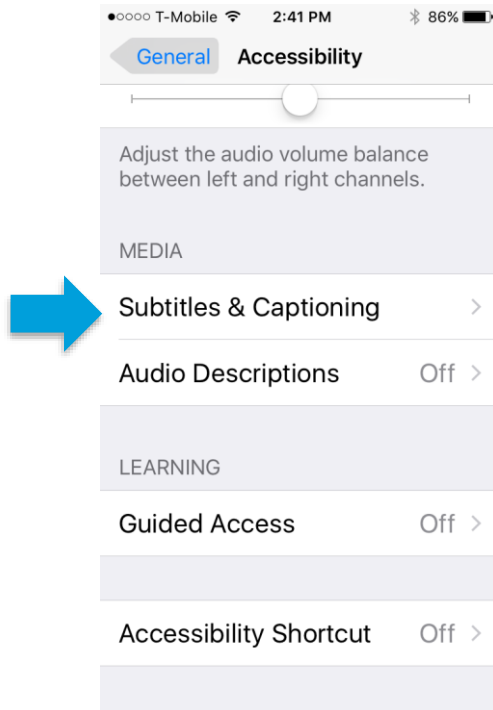 T-Mobile 2:41 PM 86%
General Accessibility
Adjust the audio volume balance
between left and right channels.
MEDIA
Subtitles & Captioning
Audio Descriptions Off
LEARNING
Guided Access Off
Accessibility Shortcut Off